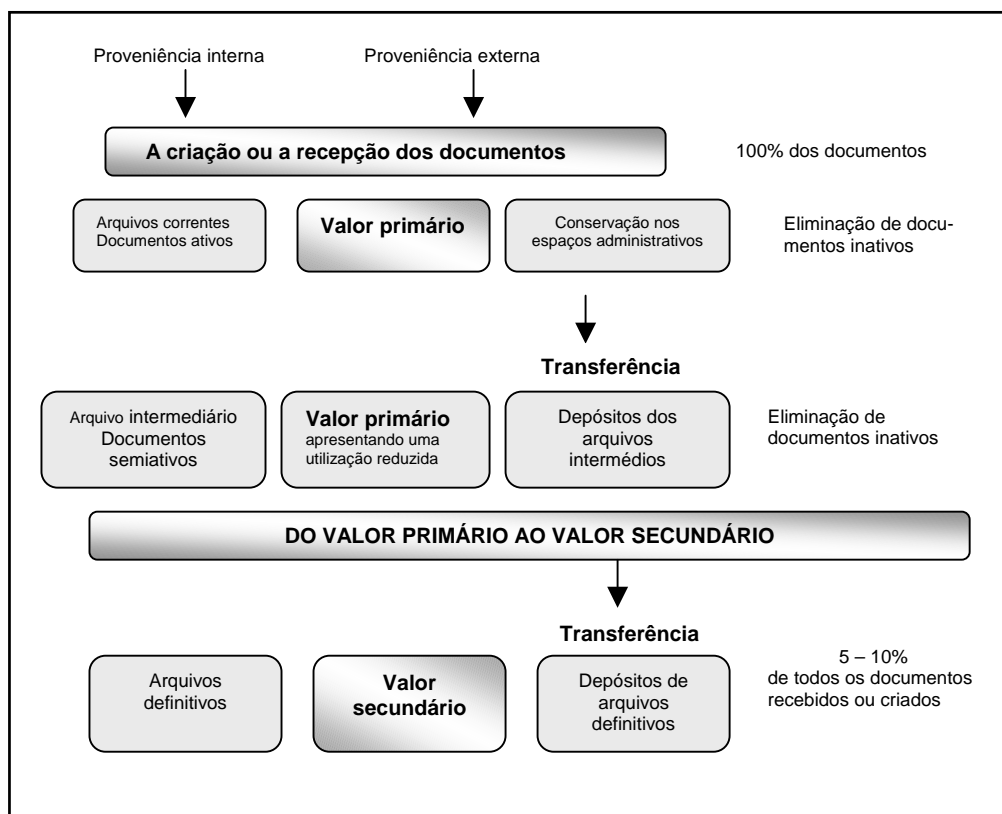 Proveniência interna
Proveniência externa
A criação ou a recepção dos documentos
100% dos documentos
Arquivos correntes
Documentos ativos
Valor primário
Conservação nos
espaços administrativos
Eliminação de docu-
mentos inativos
Transferência
Arquivo intermediário
Documentos
semiativos
Valor primário
apresentando uma
utilização reduzida
Depósitos dos
arquivos
intermédios
Eliminação de
documentos inativos
DO VALOR PRIMÁRIO AO VALOR SECUNDÁRIO
Transferência
Arquivos
definitivos
Valor
secundário
Depósitos de
arquivos
definitivos
5 – 10%
de todos os documentos
recebidos ou criados